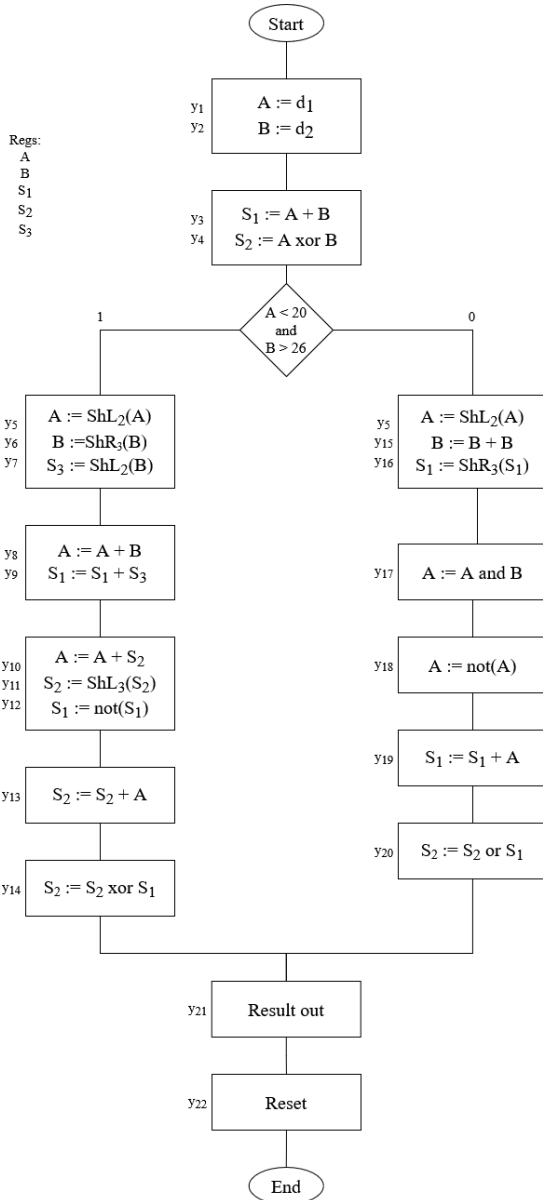 Start
y1 A := d1
y2 B := d2
Regs:
A
B
S1
S2
S3
y3 S1 := A + B
y4 S2 := A xor B
A < 20
and
B > 26
1
0
y5 A := ShL2(A)
y6 B :=ShR3(B)
y7 S3 := ShL2(B)
y5 A := ShL2(A)
y15 B := B + B
y16 S1 := ShR3(S1)
y8 A := A + B
y9 S1 := S1 + S3
y17 A := A and B
y10 A := A + S2
y11 S2 := ShL3(S2)
y12 S1 := not(S1)
y18 A := not(A)
y13 S2 := S2 + A
y19 S1 := S1 + A
y14 S2 := S2 xor S1
y20 S2 := S2 or S1
y21 Result out
y22 Reset
End